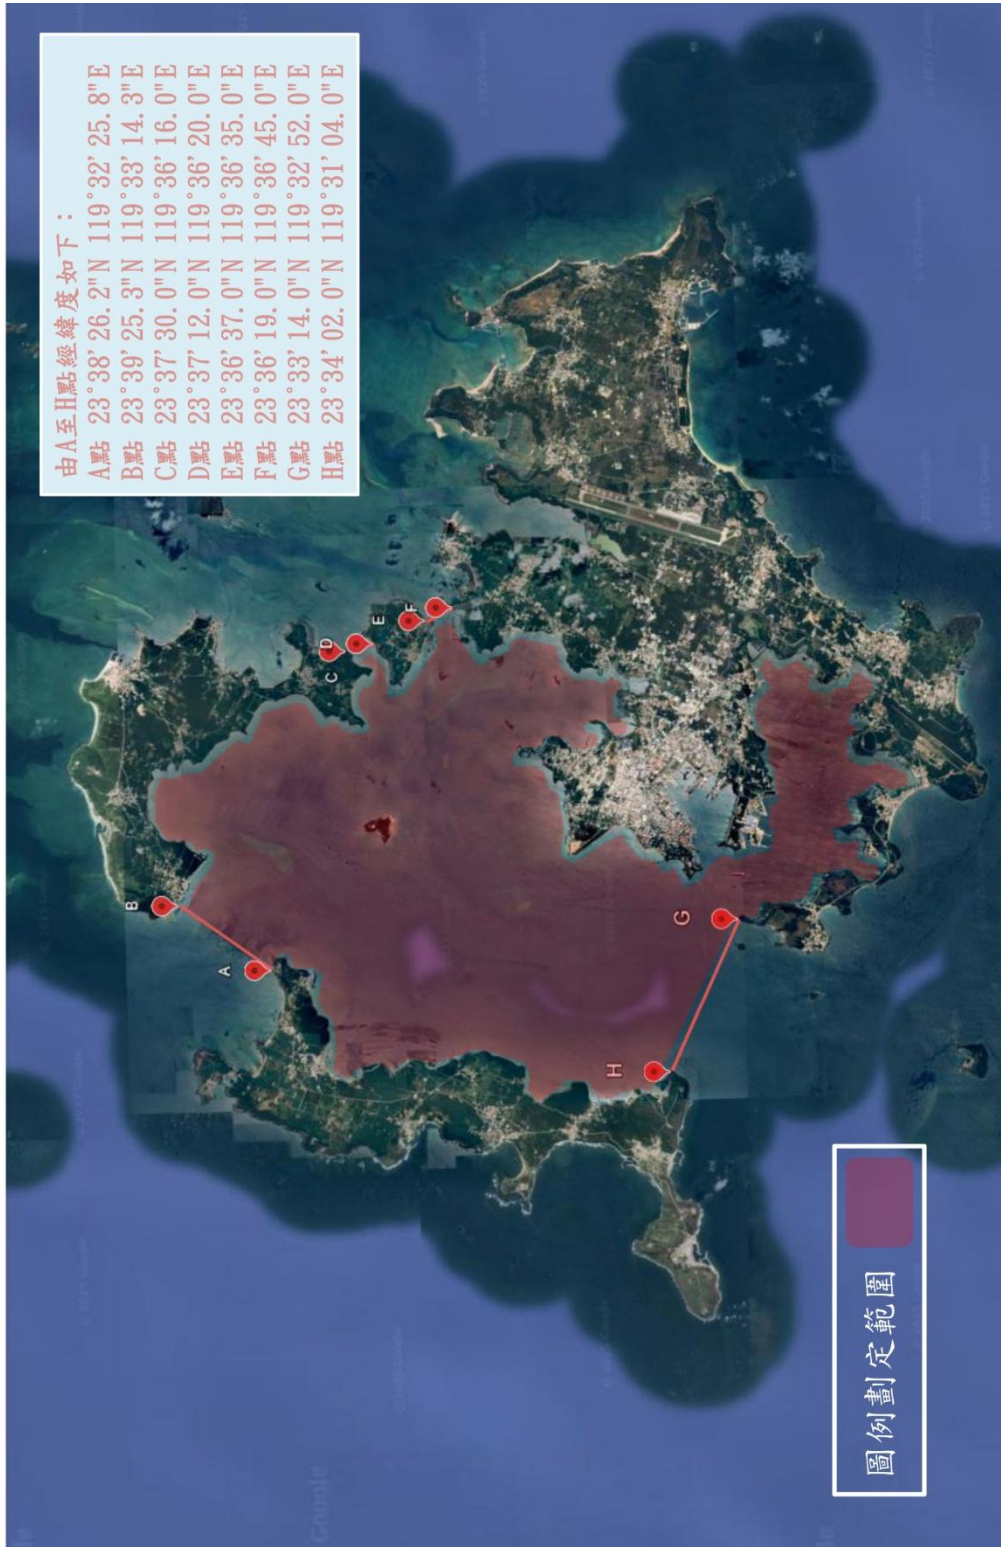 由A至H點經緯度如下：
A點 23°38'26.2"N 119°32'25.8"E
B點 23°39'25.3"N 119°33'14.3"E
C點 23°37'30.0"N 119°36'16.0"E
D點 23°37'12.0"N 119°36'20.0"E
E點 23°36'37.0"N 119°36'35.0"E
F點 23°36'19.0"N 119°36'45.0"E
G點 23°33'14.0"N 119°32'52.0"E
H點 23°34'02.0"N 119°31'04.0"E
B
A
C
D
E
F
G
H
圖例劃定範圍
Google